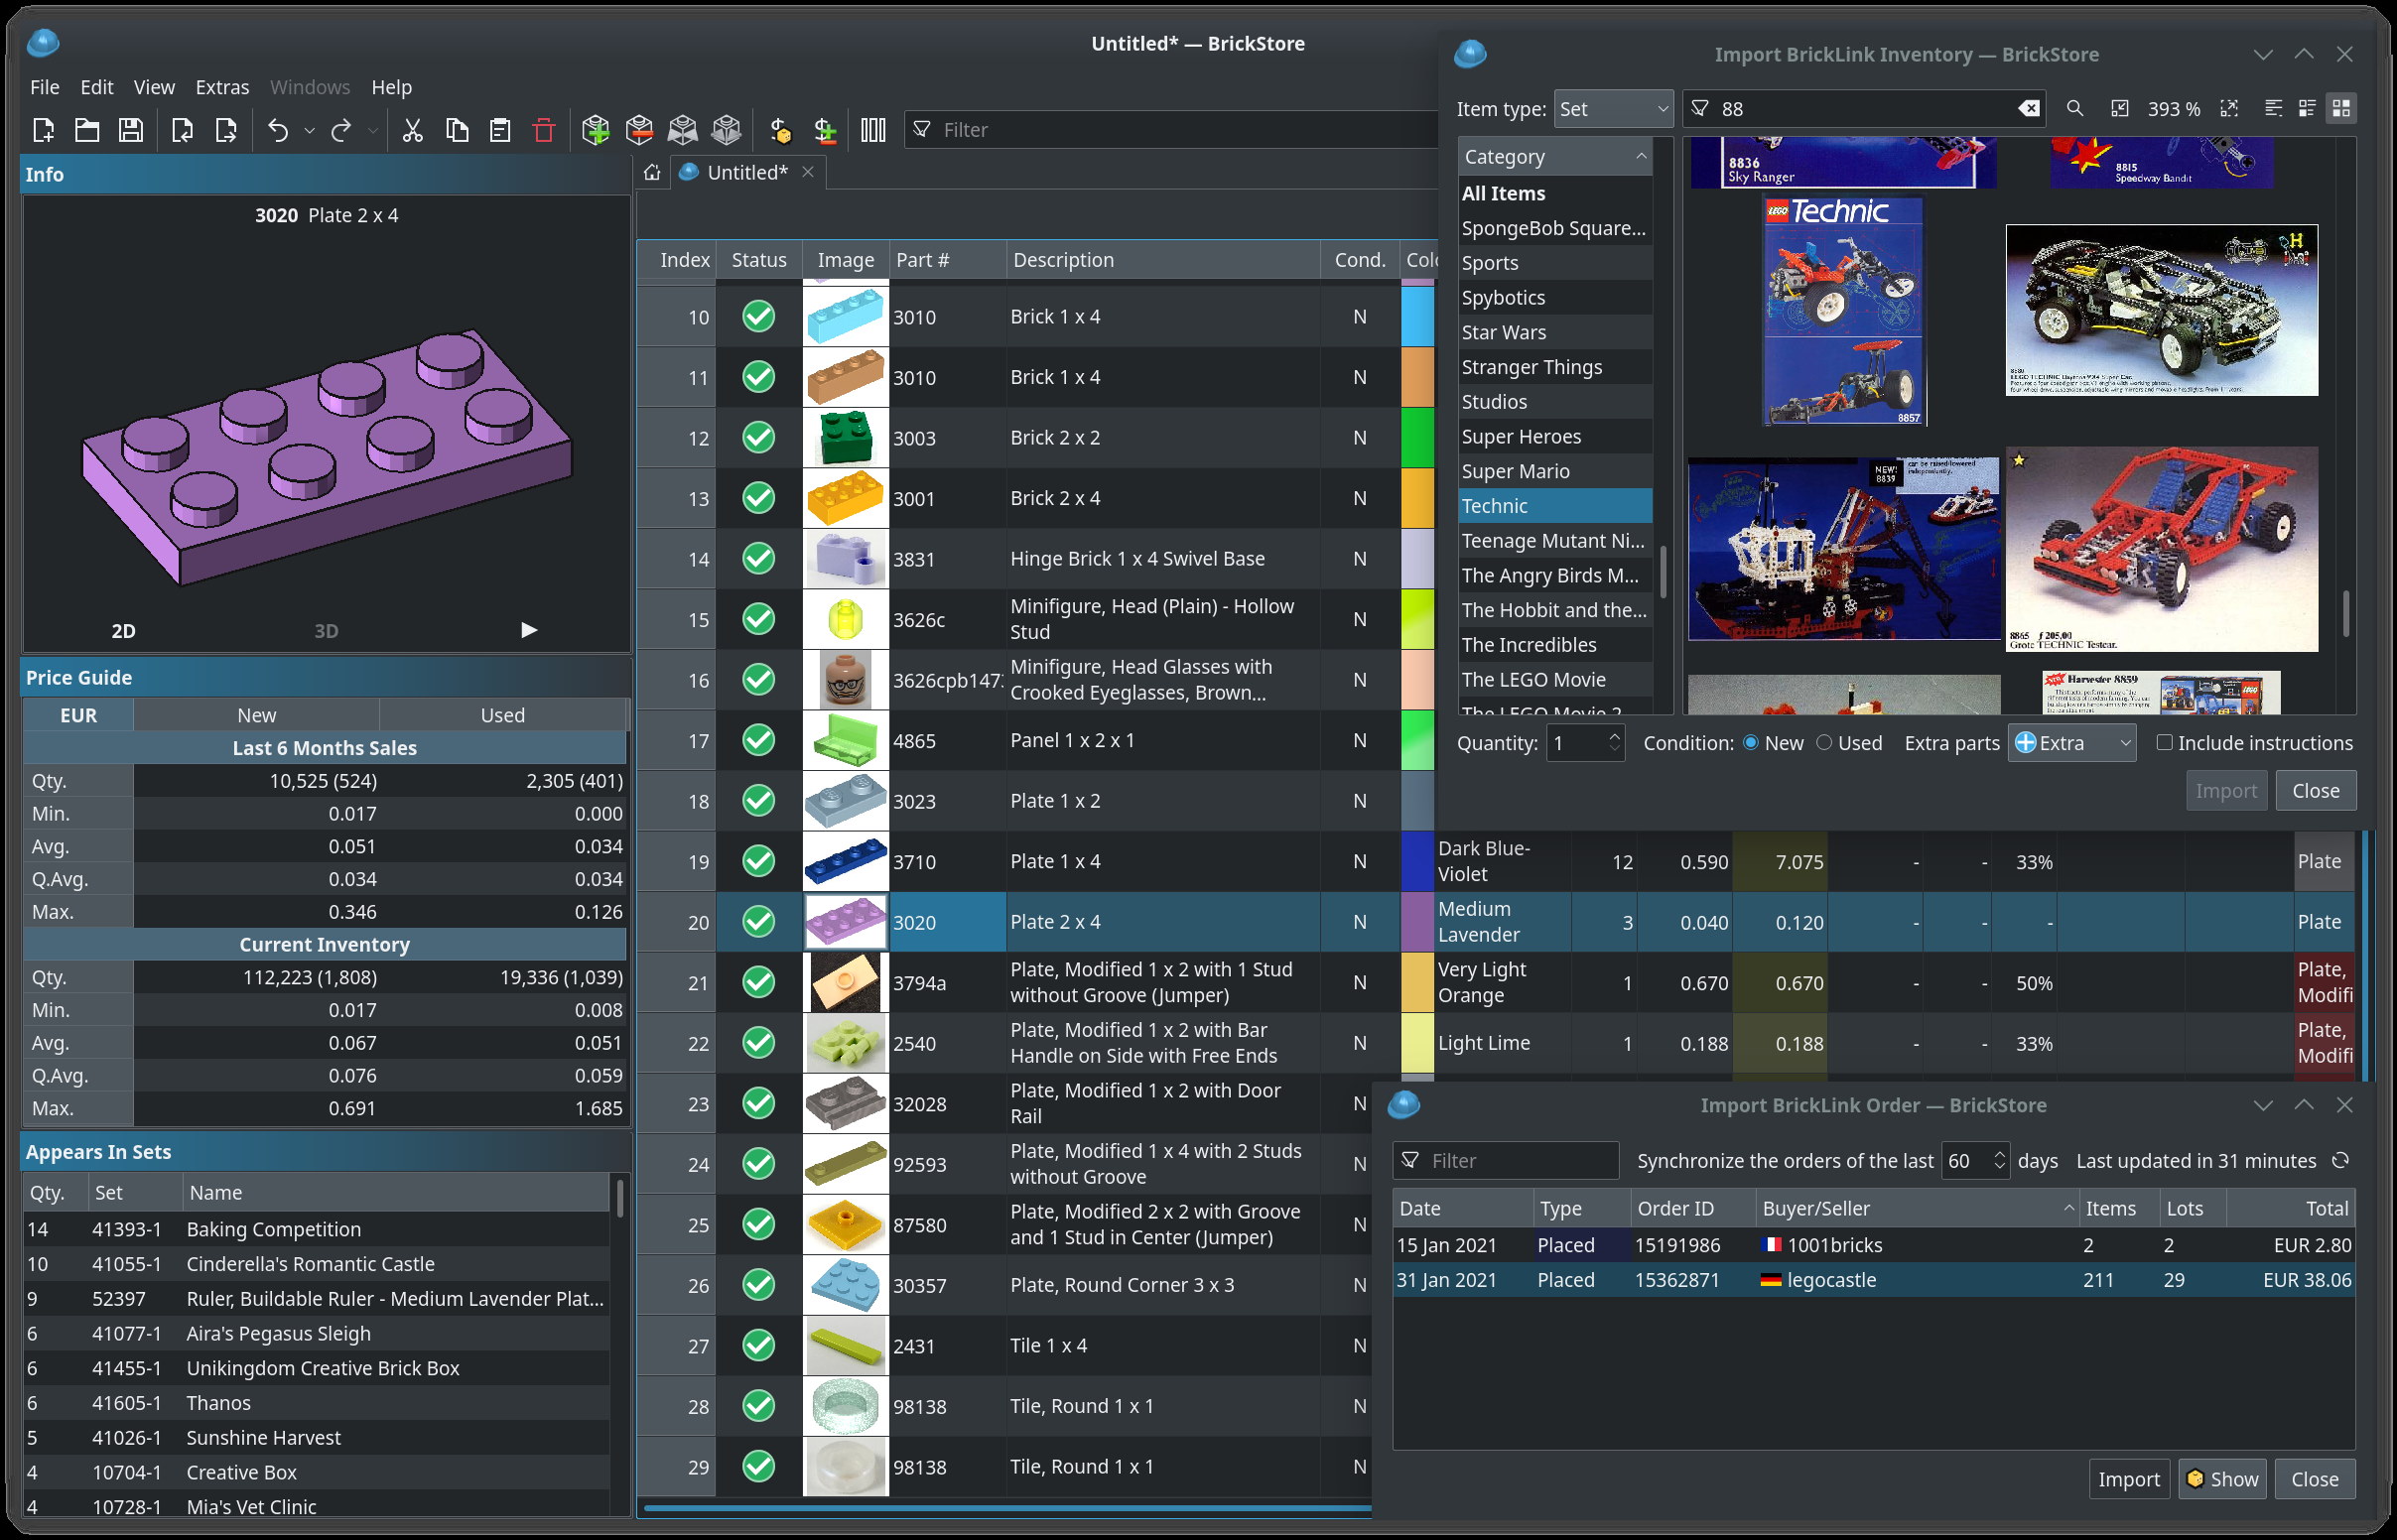 Untitled* — BrickStore
File Edit View Extras Windows Help
Filter
Info
3020 Plate 2 x 4
2D 3D
Price Guide
EUR New Used
Last 6 Months Sales
Qty. 10,525 (524) 2,305 (401)
Min. 0.017 0.000
Avg. 0.051 0.034
Q.Avg. 0.034 0.034
Max. 0.346 0.126
Current Inventory
Qty. 112,223 (1,808) 19,336 (1,039)
Min. 0.017 0.008
Avg. 0.067 0.051
Q.Avg. 0.076 0.059
Max. 0.691 1.685
Appears In Sets
Qty. Set Name
14 41393-1 Baking Competition
10 41055-1 Cinderella's Romantic Castle
9 52397 Ruler, Buildable Ruler - Medium Lavender Plat...
6 41077-1 Aira's Pegasus Sleigh
6 41455-1 Unikingdom Creative Brick Box
6 41605-1 Thanos
5 41026-1 Sunshine Harvest
4 10704-1 Creative Box
4 10728-1 Mia's Vet Clinic
Untitled*
Index Status Image Part # Description Cond. Colo
10 3010 Brick 1 x 4 N
11 3010 Brick 1 x 4 N
12 3003 Brick 2 x 2 N
13 3001 Brick 2 x 4 N
14 3831 Hinge Brick 1 x 4 Swivel Base N
15 3626c Minifigure, Head (Plain) - Hollow
Stud N
16 3626cpb147 Minifigure, Head Glasses with
Crooked Eyeglasses, Brown... N
17 4865 Panel 1 x 2 x 1 N
18 3023 Plate 1 x 2 N
19 3710 Plate 1 x 4 N Dark Blue-
Violet 12 0.590 7.075 - - 33% Plate
20 3020 Plate 2 x 4 N Medium
Lavender 3 0.040 0.120 - - - Plate
21 3794a Plate, Modified 1 x 2 with 1 Stud
without Groove (Jumper) N Very Light
Orange 1 0.670 0.670 - - 50% Plate,
Modifi
22 2540 Plate, Modified 1 x 2 with Bar
Handle on Side with Free Ends N Light Lime 1 0.188 0.188 - - 33% Plate,
Modifi
23 32028 Plate, Modified 1 x 2 with Door
Rail N
24 92593 Plate, Modified 1 x 4 with 2 Studs
without Groove N
25 87580 Plate, Modified 2 x 2 with Groove
and 1 Stud in Center (Jumper) N
26 30357 Plate, Round Corner 3 x 3 N
27 2431 Tile 1 x 4 N
28 98138 Tile, Round 1 x 1 N
29 98138 Tile, Round 1 x 1 N
Import BrickLink Inventory — BrickStore
Item type: Set 88 393 %
Category
All Items
SpongeBob Square...
Sports
Spybotics
Star Wars
Stranger Things
Studios
Super Heroes
Super Mario
Technic
Teenage Mutant Ni...
The Angry Birds M...
The Hobbit and the...
The Incredibles
The LEGO Movie
The LEGO Movie 2
8836
Sky Ranger
8815
Speedway Bandit
LEGO Technic
8857
8880
NEW!
8839
can be raised/lowered
independently.
8865 ƒ 205,00
Grote TECHNIC Testcar.
Harvester 8859
LEGO
Quantity: 1 Condition: New Used Extra parts Extra Include instructions
Import Close
Import BrickLink Order — BrickStore
Filter Synchronize the orders of the last 60 days Last updated in 31 minutes
Date Type Order ID Buyer/Seller Items Lots Total
15 Jan 2021 Placed 15191986 1001bricks 2 2 EUR 2.80
31 Jan 2021 Placed 15362871 legocastle 211 29 EUR 38.06
Import Show Close